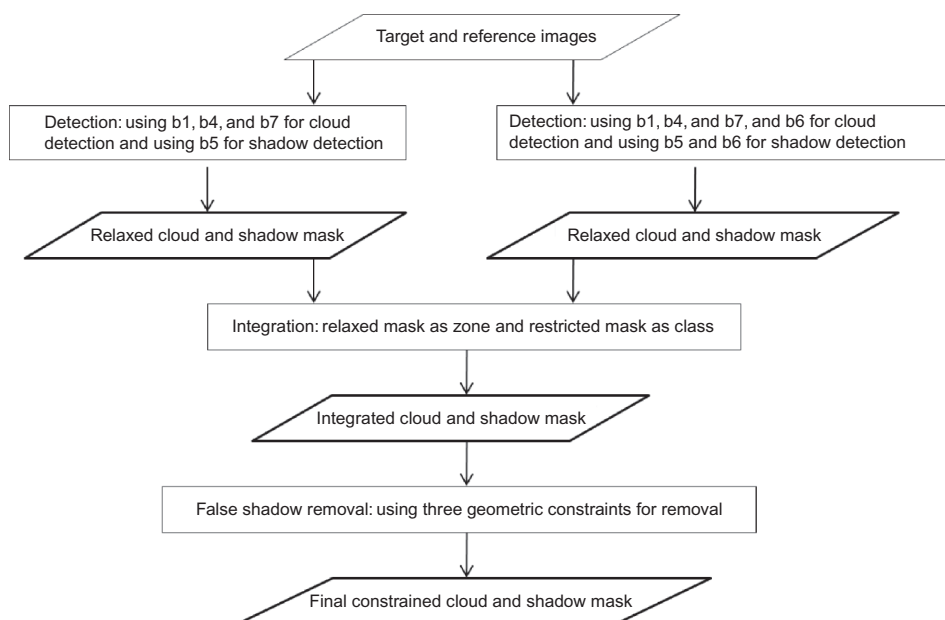 Target and reference images
Detection: using b1, b4, and b7 for cloud
detection and using b5 for shadow detection
Detection: using b1, b4, and b7, and b6 for cloud
detection and using b5 and b6 for shadow detection
Relaxed cloud and shadow mask
Relaxed cloud and shadow mask
Integration: relaxed mask as zone and restricted mask as class
Integrated cloud and shadow mask
False shadow removal: using three geometric constraints for removal
Final constrained cloud and shadow mask